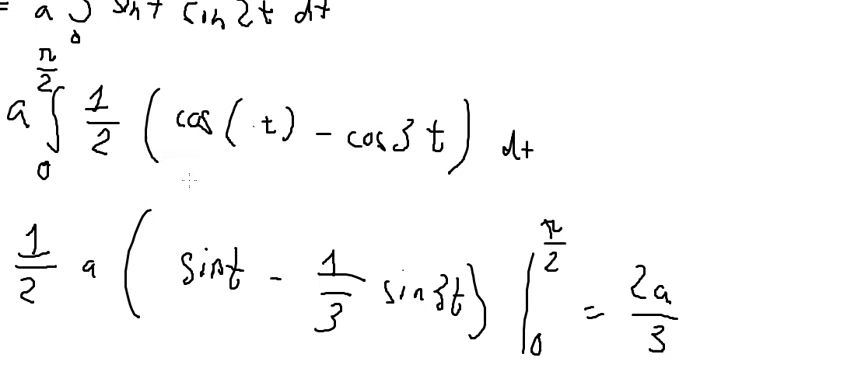 = a ∫₀ sin t sin 2t dt
a ∫₀^(π/2) 1/2 ( cos( t) - cos 3t ) dt
1/2 a ( sin t - 1/3 sin 3t ) |₀^(π/2) = 2a/3